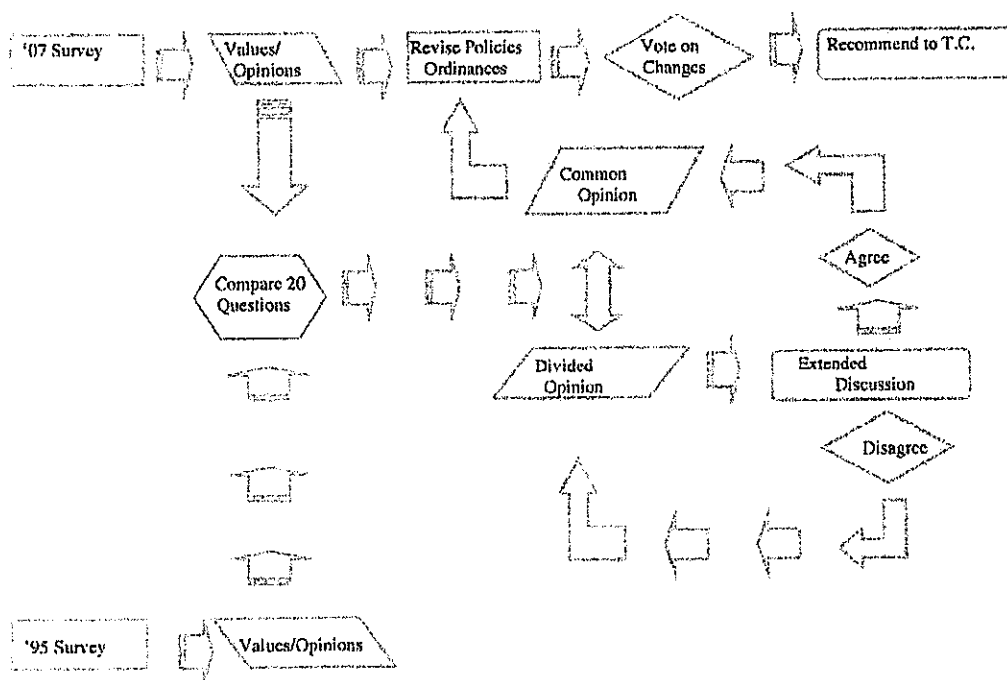 '07 Survey
Values/
Opinions
Revise Policies
Ordinances
Vote on
Changes
Recommend to T.C.
Common
Opinion
Agree
Compare 20
Questions
Divided
Opinion
Extended
Discussion
Disagree
'95 Survey
Values/Opinions